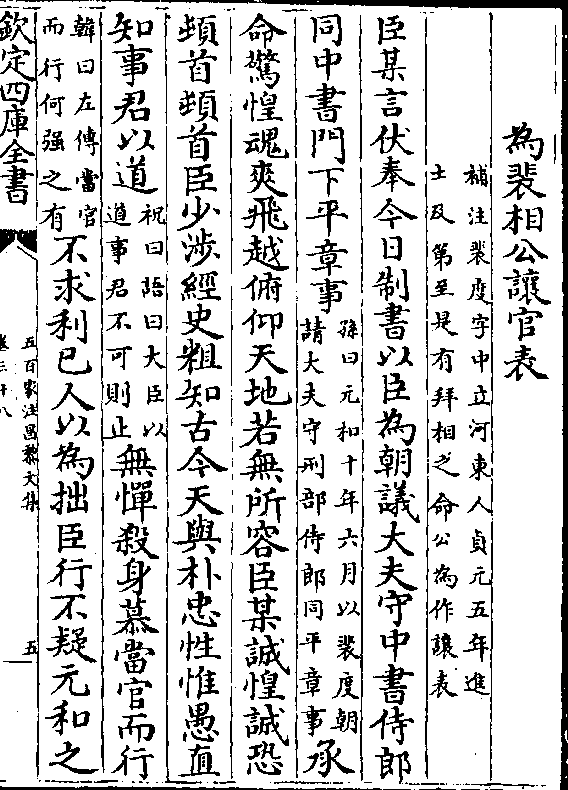 為裴相公讓官表
補注裴度字中立河東人貞元五年進
士及第至是有拜相之命公為作讓表
臣某言伏奉今日制書以臣為朝議大夫守中書侍郎
同中書門下平章事
孫曰元和十年六月以裴度朝
請大夫守刑部侍郎同平章事
承
命驚惶魂爽飛越俯仰天地若無所容臣某誠惶誠恐
頓首頓首臣少涉經史粗知古今天與朴忠性惟愚直
知事君以道
祝曰語曰大臣以
道事君不可則止
無憚殺身慕當官而行
韓曰左傳當官
而行何强之有
不求利已人以為拙臣行不疑元和之
欽定四庫全書
五百家注昌黎文集
卷三十八
五